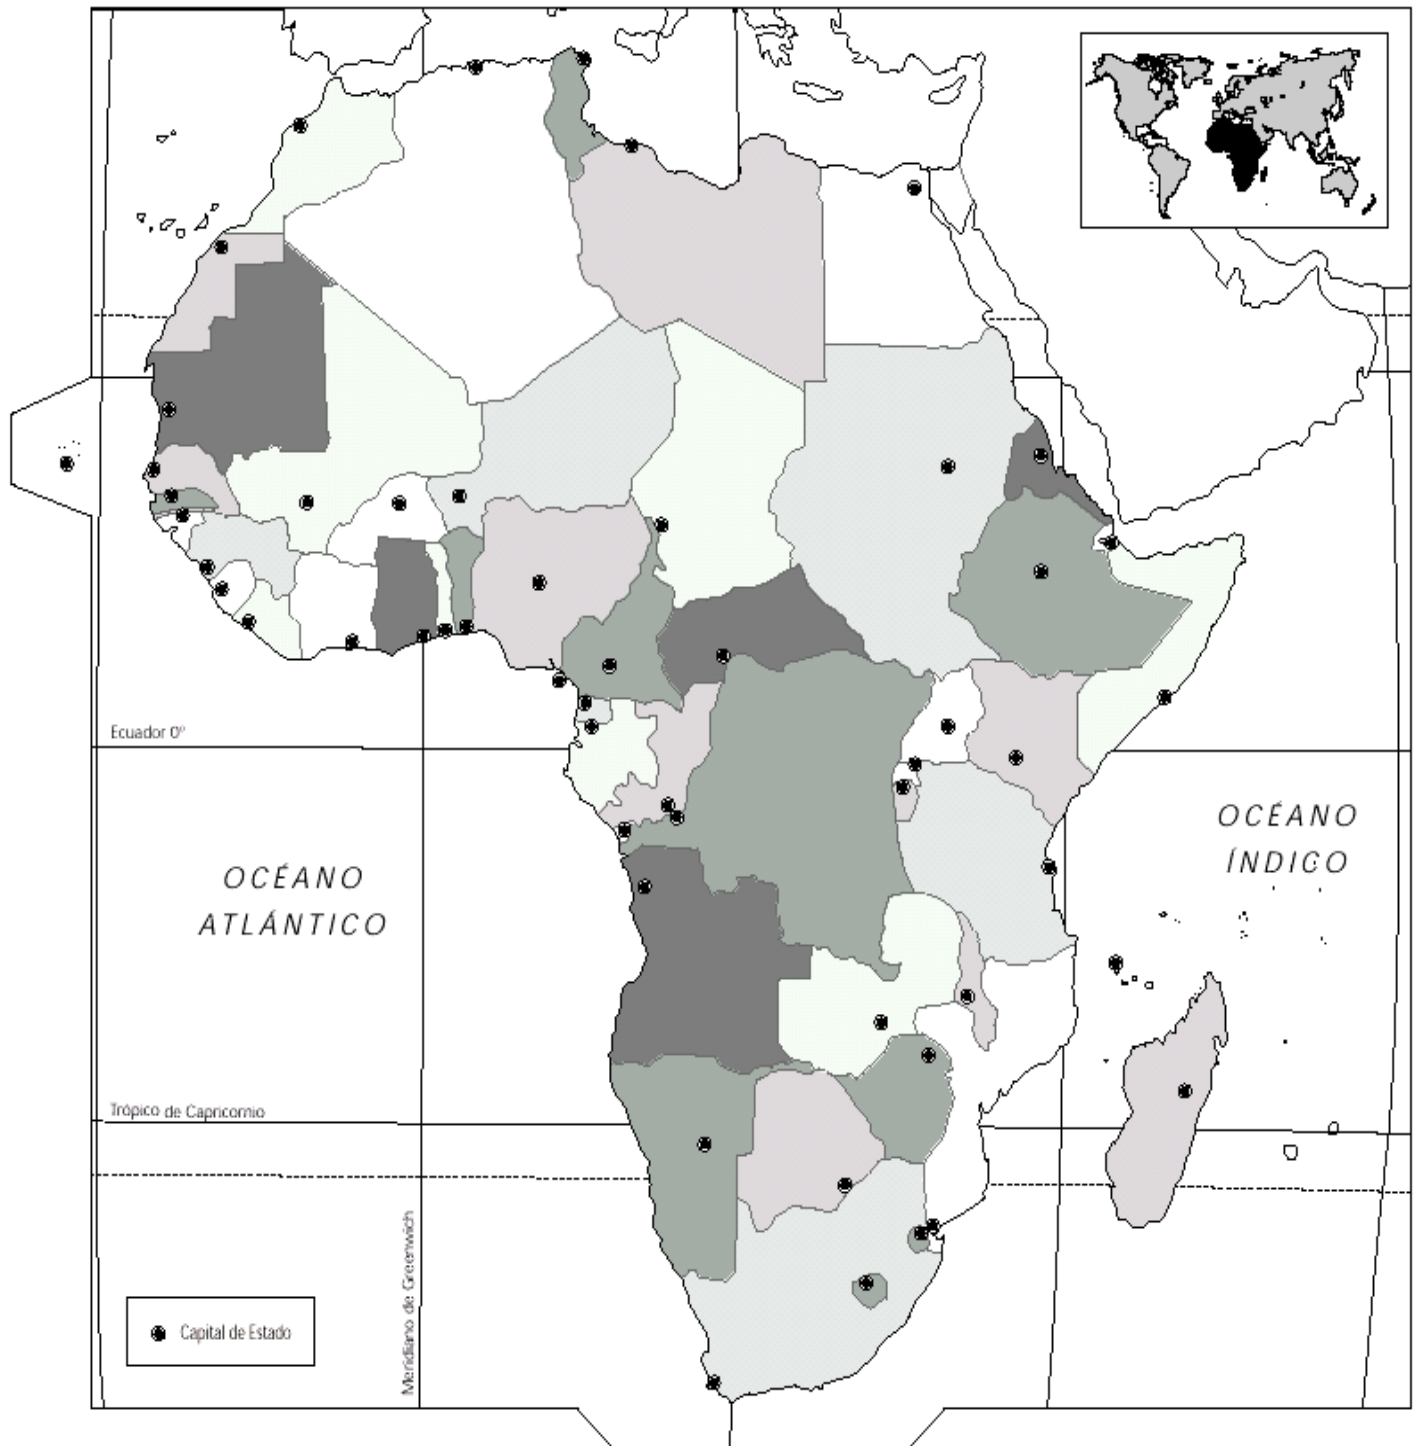 Ecuador 0º
OCÉANO
ATLÁNTICO
OCÉANO
ÍNDICO
Trópico de Capricornio
Meridiano de Greenwich
Capital de Estado